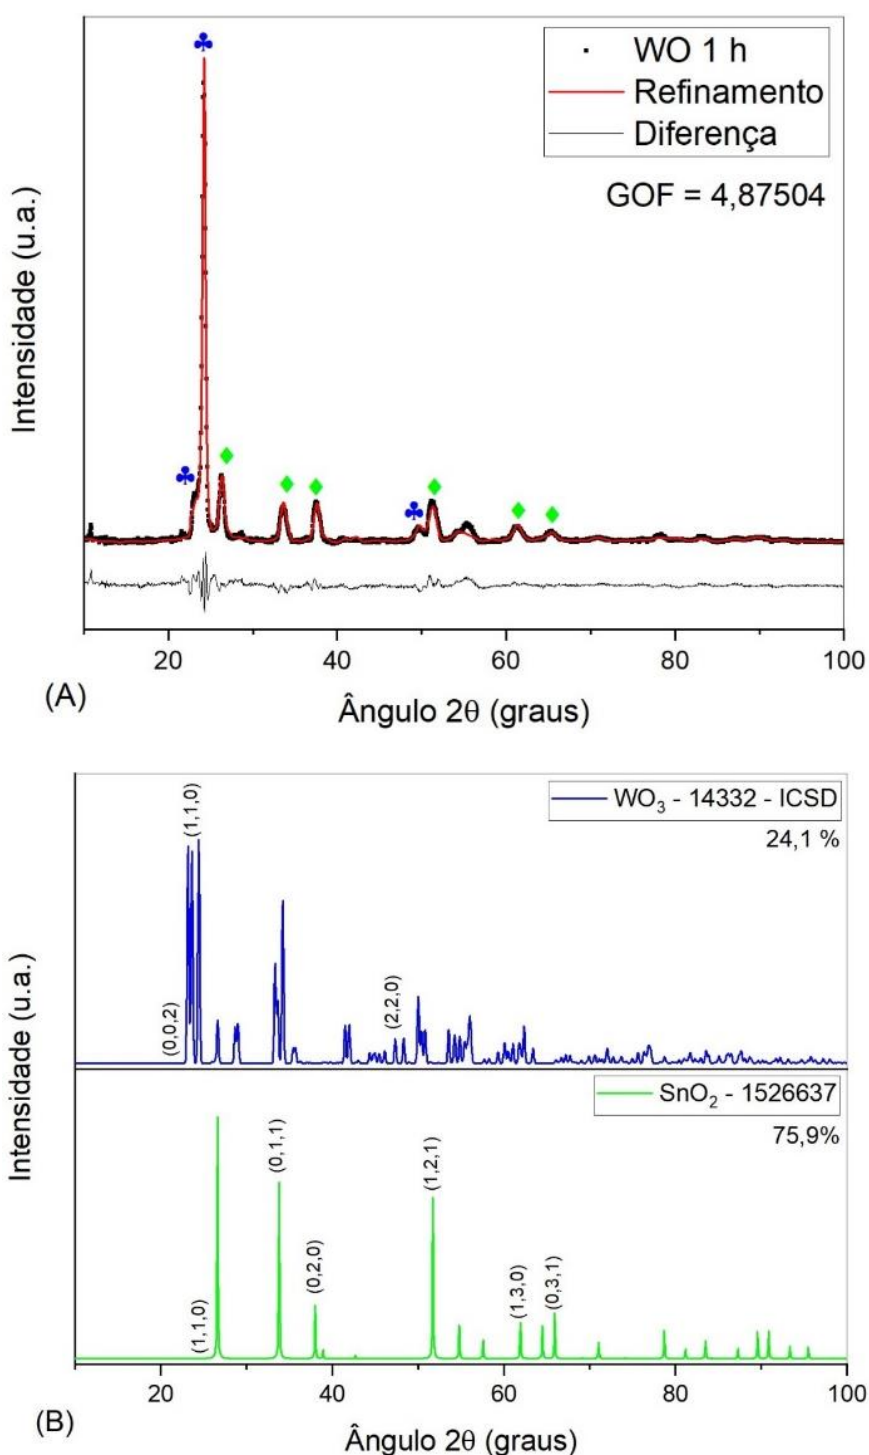 WO 1 h
Refinamento
Diferença
GOF = 4,87504
Intensidade (u.a.)
20
40
60
80
100
(A)
Ângulo 2θ (graus)
WO3 - 14332 - ICSD
24,1 %
(1,1,0)
(0,0,2)
(2,2,0)
SnO2 - 1526637
75,9%
Intensidade (u.a.)
(1,1,0)
(0,1,1)
(0,2,0)
(1,2,1)
(1,3,0)
(0,3,1)
20
40
60
80
100
(B)
Ângulo 2θ (graus)